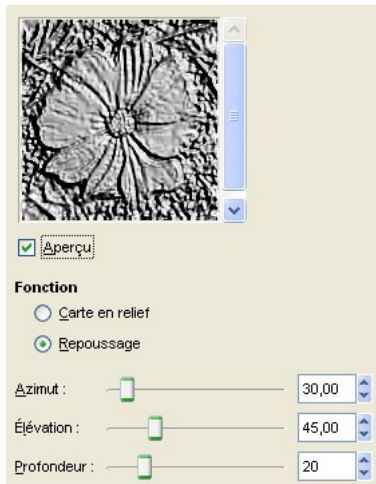 Aperçu
Fonction
Carte en relief
Repoussage
Azimut : 30,00
Élévation : 45,00
Profondeur : 20